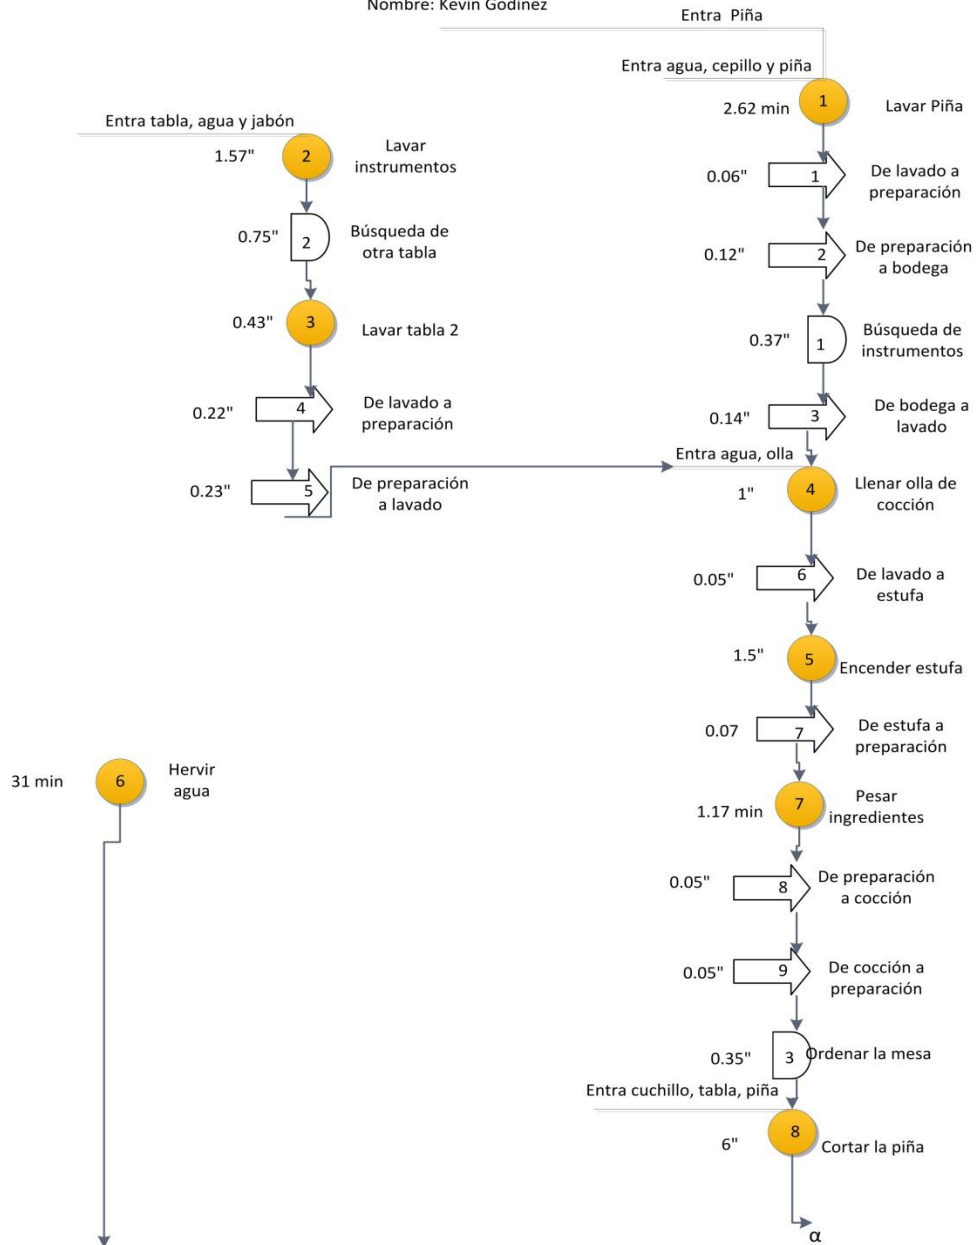 Nombre: Kevin Godínez
Entra Piña
Entra agua, cepillo y piña
2.62 min
1
Lavar Piña
Entra tabla, agua y jabón
1.57"
2
Lavar
instrumentos
0.06"
1
De lavado a
preparación
0.75"
2
Búsqueda de
otra tabla
0.12"
2
De preparación
a bodega
0.43"
3
Lavar tabla 2
0.37"
1
Búsqueda de
instrumentos
0.22"
4
De lavado a
preparación
0.14"
3
De bodega a
lavado
Entra agua, olla
0.23"
5
De preparación
a lavado
1"
4
Llenar olla de
cocción
0.05"
6
De lavado a
estufa
1.5"
5
Encender estufa
0.07
7
De estufa a
preparación
31 min
6
Hervir
agua
1.17 min
7
Pesar
ingredientes
0.05"
8
De preparación
a cocción
0.05"
9
De cocción a
preparación
0.35"
3
Ordenar la mesa
Entra cuchillo, tabla, piña
6"
8
Cortar la piña
α